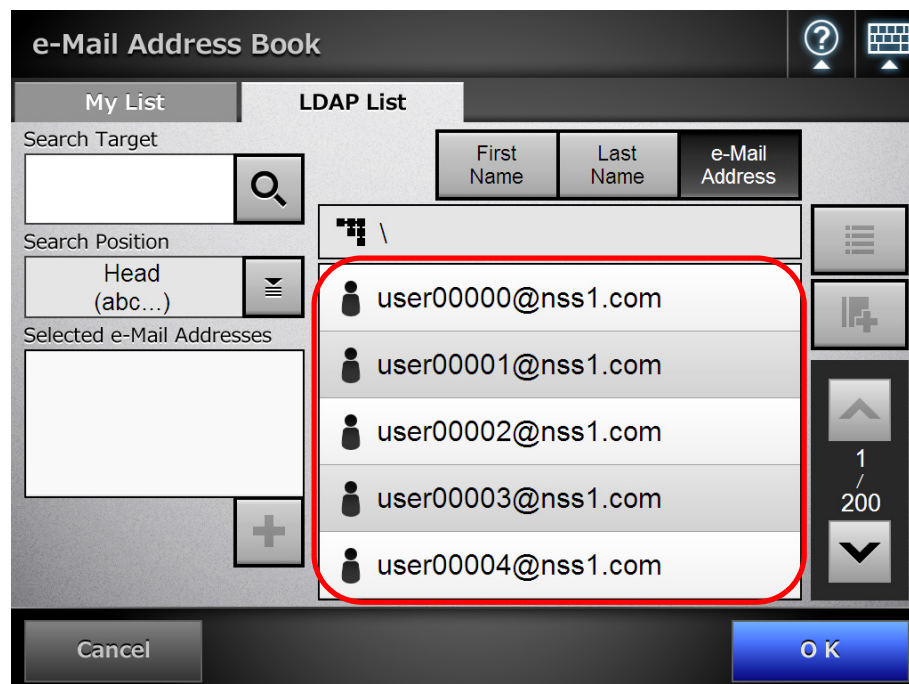 e-Mail Address Book
?
My List
LDAP List
Search Target
First
Name
Last
Name
e-Mail
Address
\
Search Position
Head
(abc...)
Selected e-Mail Addresses
user00000@nss1.com
user00001@nss1.com
user00002@nss1.com
user00003@nss1.com
user00004@nss1.com
1
/
200
Cancel
OK